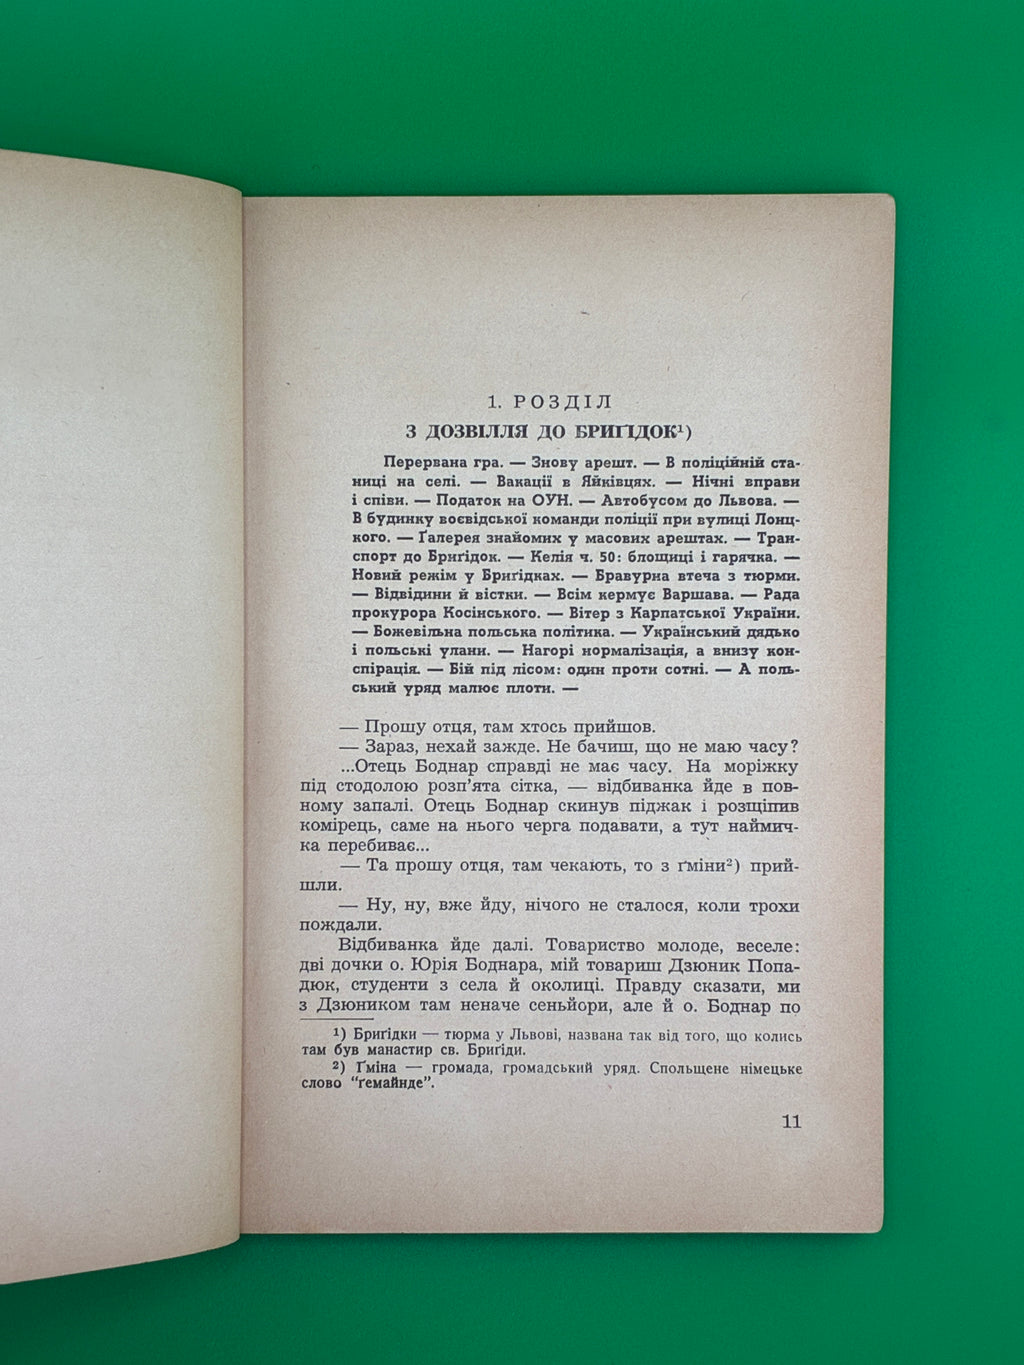 1. РОЗДІЛ
З ДОЗВІЛЛЯ ДО БРИҐІДОК¹)
Перервана гра. — Знову арешт. — В поліційній ста-
ниці на селі. — Вакації в Яйківцях. — Нічні вправи
і співи. — Податок на ОУН. — Автобусом до Львова. —
В будинку воєвідської команди поліції при вулиці Лонц-
кого. — Ґалерея знайомих у масових арештах. — Тран-
спорт до Бриґідок. — Келія ч. 50: блощиці і гарячка. —
Новий режім у Бриґідках. — Бравурна втеча з тюрми.
— Відвідини й вістки. — Всім кермує Варшава. — Рада
прокурора Косінського. — Вітер з Карпатської України.
— Божевільна польська політика. — Український дядько
і польські улани. — Нагорі нормалізація, а внизу кон-
спірація. — Бій під лісом: один проти сотні. — А поль-
ський уряд малює плоти. —
— Прошу отця, там хтось прийшов.
— Зараз, нехай зажде. Не бачиш, що не маю часу?
...Отець Боднар справді не має часу. На моріжку
під стодолою розп'ята сітка, — відбиванка йде в пов-
ному запалі. Отець Боднар скинув піджак і розщіпив
комірець, саме на нього черга подавати, а тут наймич-
ка перебиває...
— Та прошу отця, там чекають, то з ґміни²) прий-
шли.
— Ну, ну, вже йду, нічого не сталося, коли трохи
пождали.
Відбиванка йде далі. Товариство молоде, веселе:
дві дочки о. Юрія Боднара, мій товариш Дзюник Попа-
дюк, студенти з села й околиці. Правду сказати, ми
з Дзюником там неначе сеньйори, але й о. Боднар по
¹) Бриґідки — тюрма у Львові, названа так від того, що колись
там був манастир св. Бриґіди.
²) Ґміна — громада, громадський уряд. Спольщене німецьке
слово "ґемайнде".
11